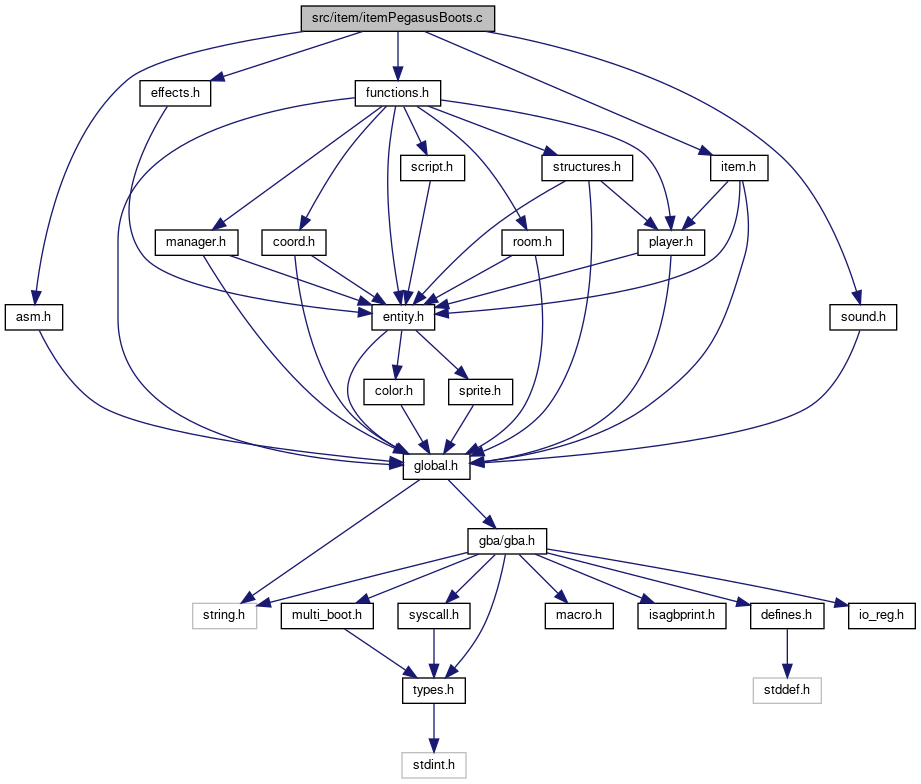 src/item/itemPegasusBoots.c
effects.h
functions.h
script.h
structures.h
item.h
manager.h
coord.h
room.h
player.h
asm.h
entity.h
sound.h
color.h
sprite.h
global.h
gba/gba.h
string.h
multi_boot.h
syscall.h
macro.h
isagbprint.h
defines.h
io_reg.h
types.h
stddef.h
stdint.h